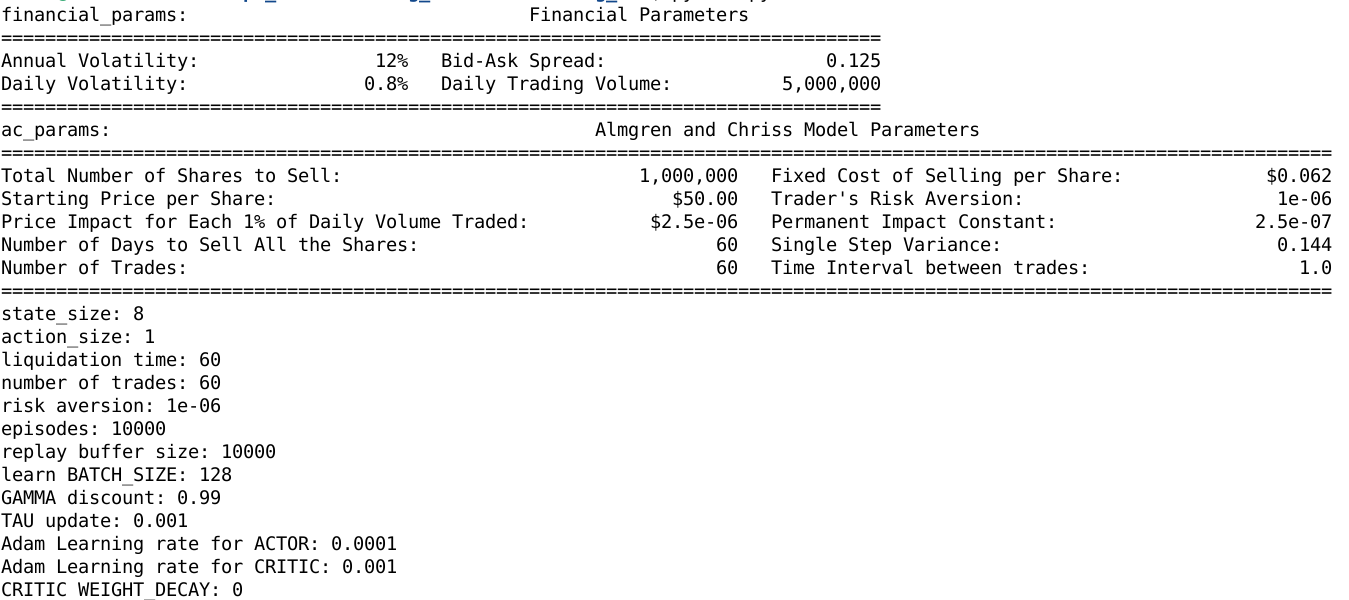 financial_params: Financial Parameters
================================================================================
Annual Volatility: 12% Bid-Ask Spread: 0.125
Daily Volatility: 0.8% Daily Trading Volume: 5,000,000
================================================================================
ac_params: Almgren and Chriss Model Parameters
=========================================================================================================================
Total Number of Shares to Sell: 1,000,000 Fixed Cost of Selling per Share: $0.062
Starting Price per Share: $50.00 Trader's Risk Aversion: 1e-06
Price Impact for Each 1% of Daily Volume Traded: $2.5e-06 Permanent Impact Constant: 2.5e-07
Number of Days to Sell All the Shares: 60 Single Step Variance: 0.144
Number of Trades: 60 Time Interval between trades: 1.0
=========================================================================================================================
state_size: 8
action_size: 1
liquidation time: 60
number of trades: 60
risk aversion: 1e-06
episodes: 10000
replay buffer size: 10000
learn BATCH_SIZE: 128
GAMMA discount: 0.99
TAU update: 0.001
Adam Learning rate for ACTOR: 0.0001
Adam Learning rate for CRITIC: 0.001
CRITIC WEIGHT_DECAY: 0